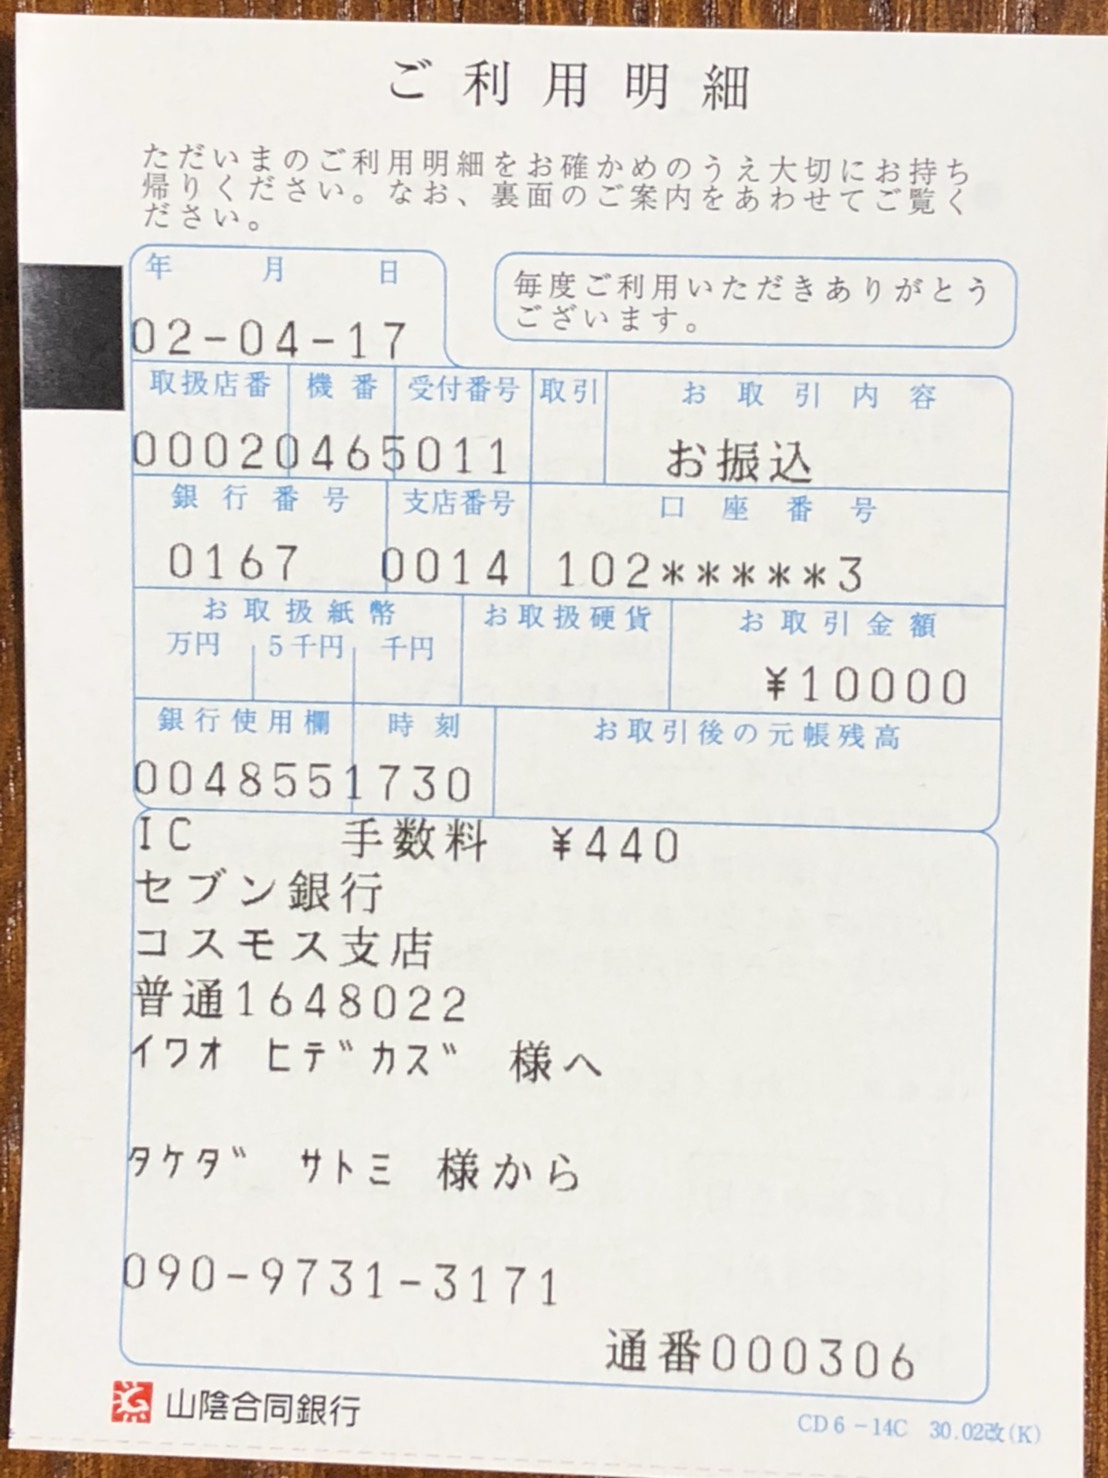 ご利用明細
ただいまのご利用明細をお確かめのうえ大切にお持ち
帰りください。なお、裏面のご案内をあわせてご覧く
ださい。
年 月 日
毎度ご利用いただきありがとう
ございます。
02-04-17
取扱店番 機番 受付番号 取引 お取引内容
00020465011 お振込
銀行番号 支店番号 口座番号
0167 0014 102*****3
お取扱紙幣 お取扱硬貨 お取引金額
万円 5千円 千円
¥10000
銀行使用欄 時刻 お取引後の元帳残高
0048551730
IC 手数料 ¥440
セブン銀行
コスモス支店
普通1648022
イワオ ヒデカズ 様へ
タケダ サトミ 様から
090-9731-3171
通番000306
山陰合同銀行
CD6-14C 30.02改(K)